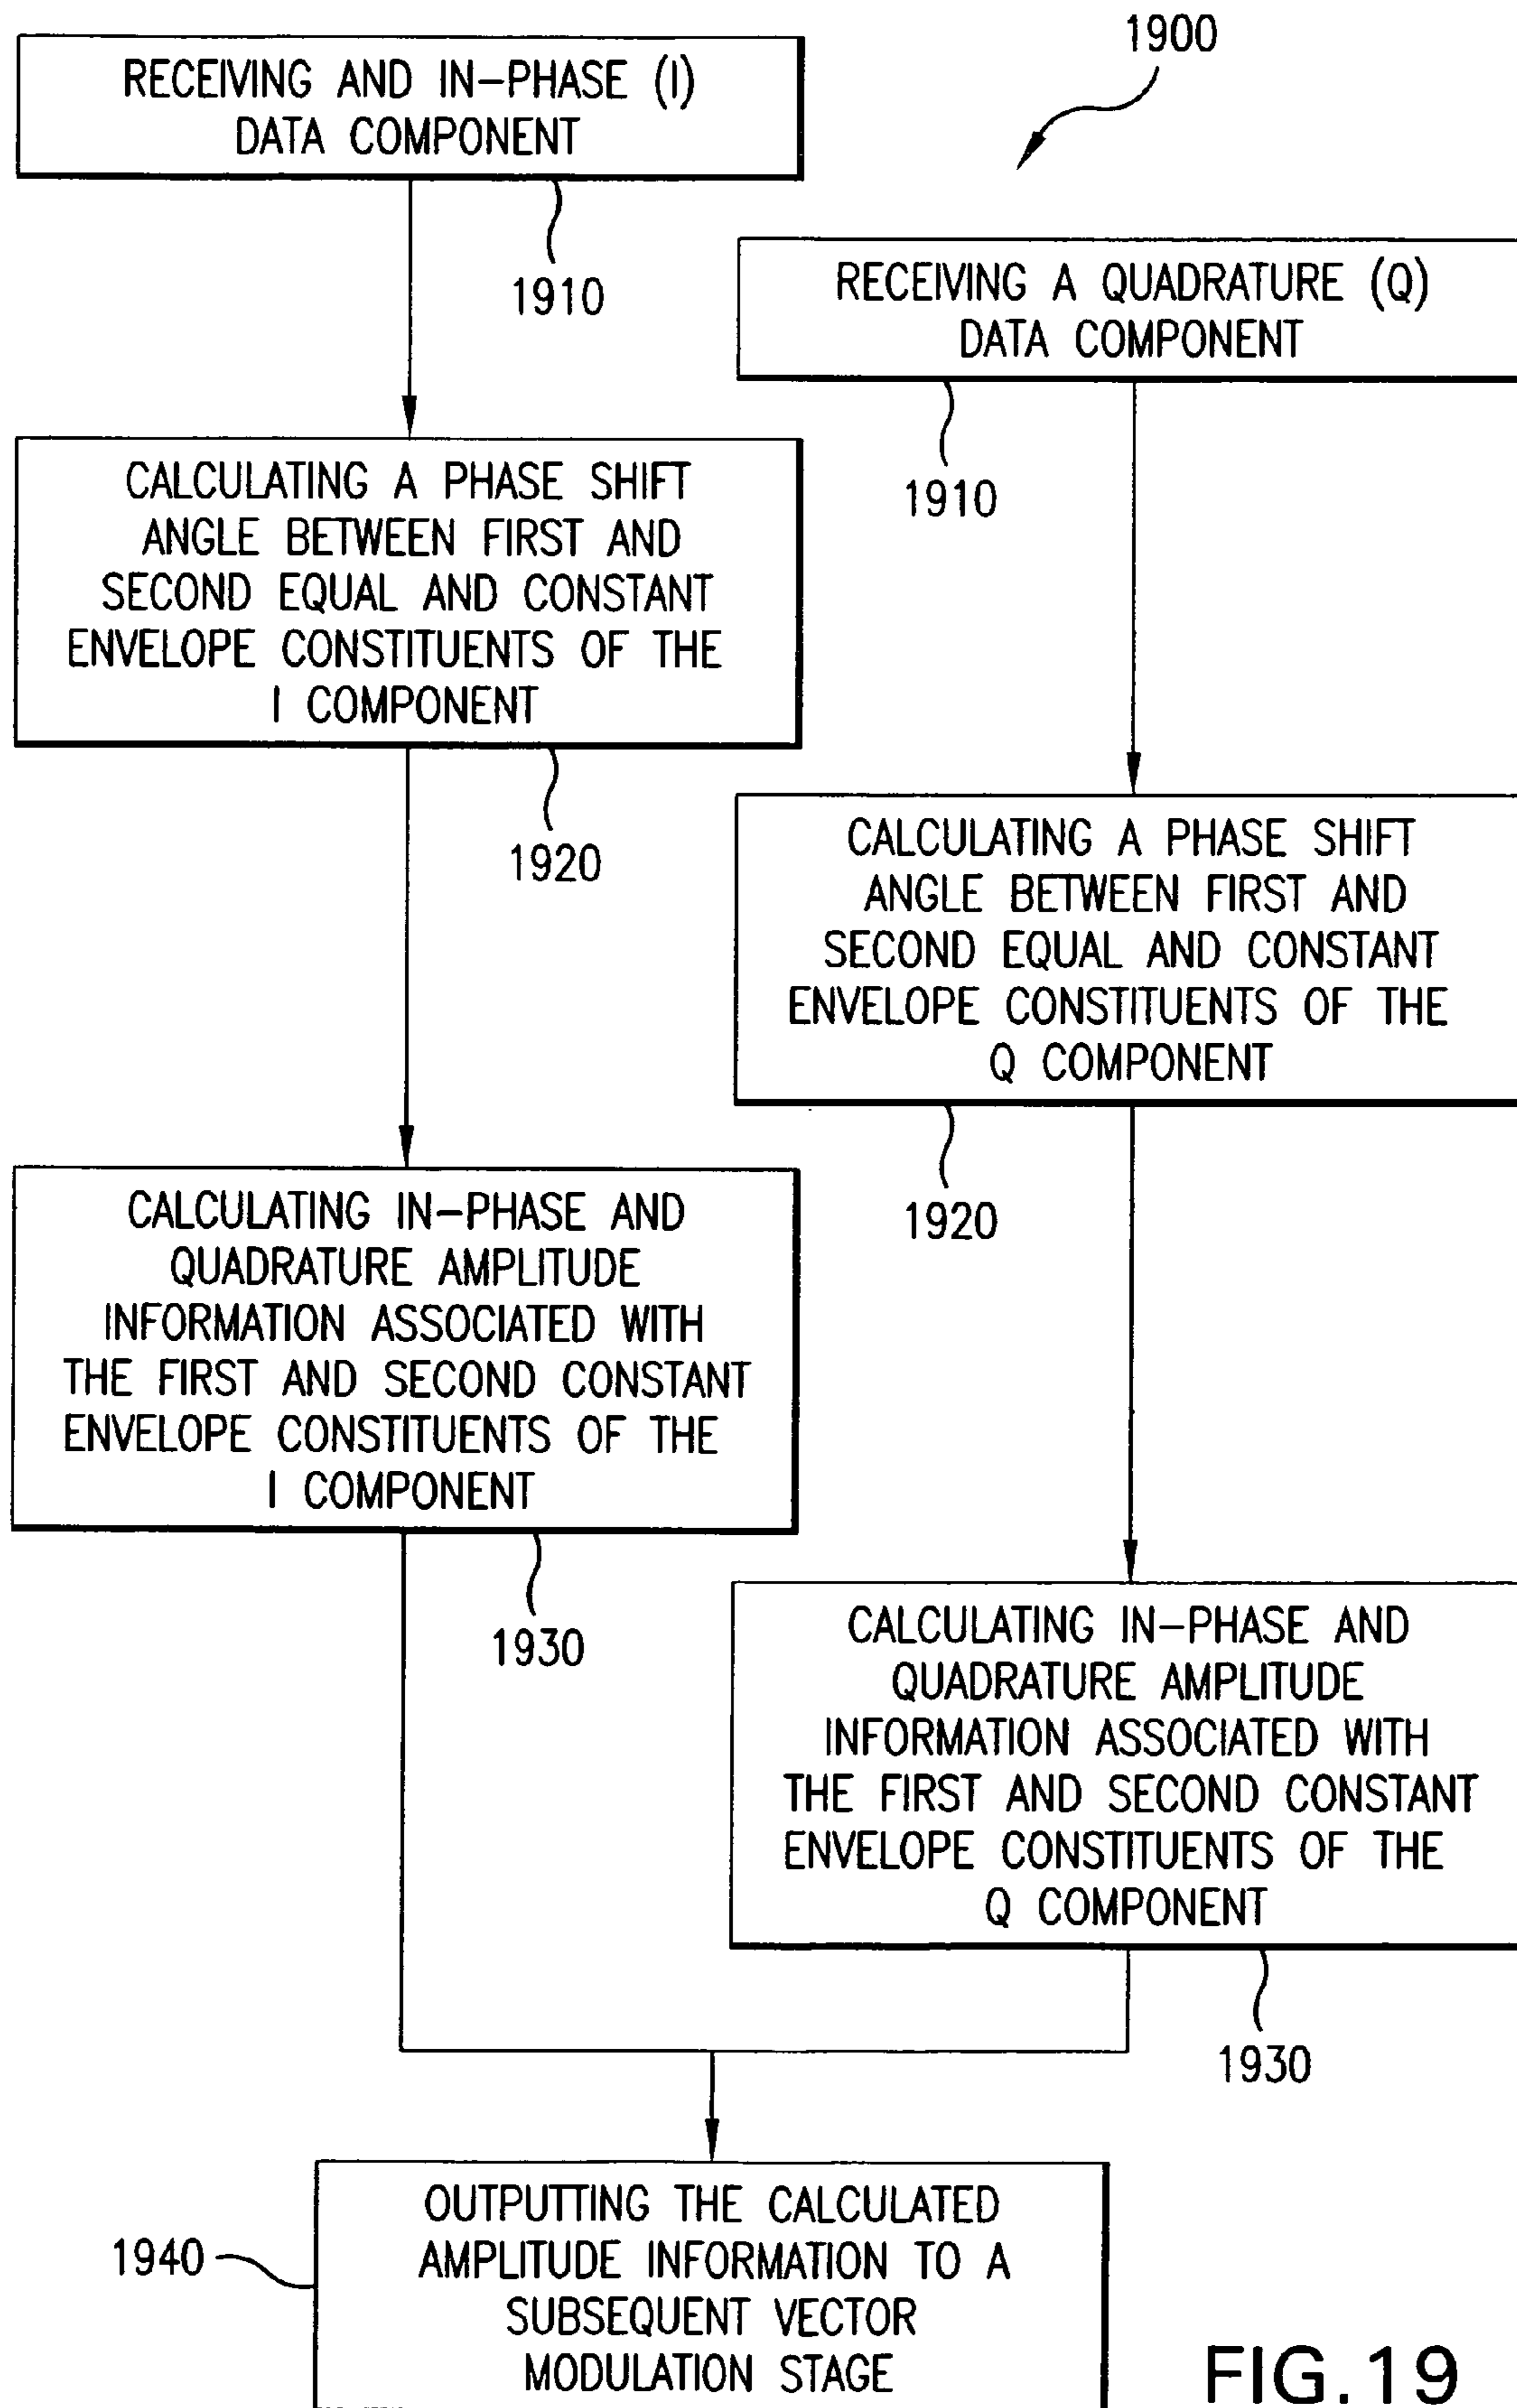 1900
RECEIVING AND IN-PHASE (I)
DATA COMPONENT
1910
RECEIVING A QUADRATURE (Q)
DATA COMPONENT
1910
CALCULATING A PHASE SHIFT
ANGLE BETWEEN FIRST AND
SECOND EQUAL AND CONSTANT
ENVELOPE CONSTITUENTS OF THE
I COMPONENT
1920
CALCULATING A PHASE SHIFT
ANGLE BETWEEN FIRST AND
SECOND EQUAL AND CONSTANT
ENVELOPE CONSTITUENTS OF THE
Q COMPONENT
1920
CALCULATING IN-PHASE AND
QUADRATURE AMPLITUDE
INFORMATION ASSOCIATED WITH
THE FIRST AND SECOND CONSTANT
ENVELOPE CONSTITUENTS OF THE
I COMPONENT
1930
CALCULATING IN-PHASE AND
QUADRATURE AMPLITUDE
INFORMATION ASSOCIATED WITH
THE FIRST AND SECOND CONSTANT
ENVELOPE CONSTITUENTS OF THE
Q COMPONENT
1930
OUTPUTTING THE CALCULATED
AMPLITUDE INFORMATION TO A
SUBSEQUENT VECTOR
MODULATION STAGE
1940
FIG.19